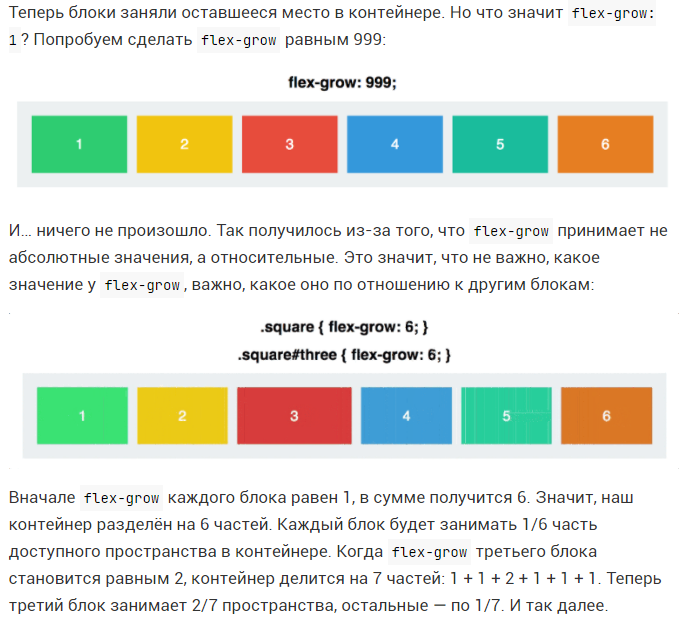 Теперь блоки заняли оставшееся место в контейнере. Но что значит flex-grow:
1? Попробуем сделать flex-grow равным 999:
flex-grow: 999;
1 2 3 4 5 6
И... ничего не произошло. Так получилось из-за того, что flex-grow принимает не
абсолютные значения, а относительные. Это значит, что не важно, какое
значение у flex-grow, важно, какое оно по отношению к другим блокам:
.square { flex-grow: 6; }
.square#three { flex-grow: 6; }
1 2 3 4 5 6
Вначале flex-grow каждого блока равен 1, в сумме получится 6. Значит, наш
контейнер разделён на 6 частей. Каждый блок будет занимать 1/6 часть
доступного пространства в контейнере. Когда flex-grow третьего блока
становится равным 2, контейнер делится на 7 частей: 1 + 1 + 2 + 1 + 1 + 1. Теперь
третий блок занимает 2/7 пространства, остальные — по 1/7. И так далее.